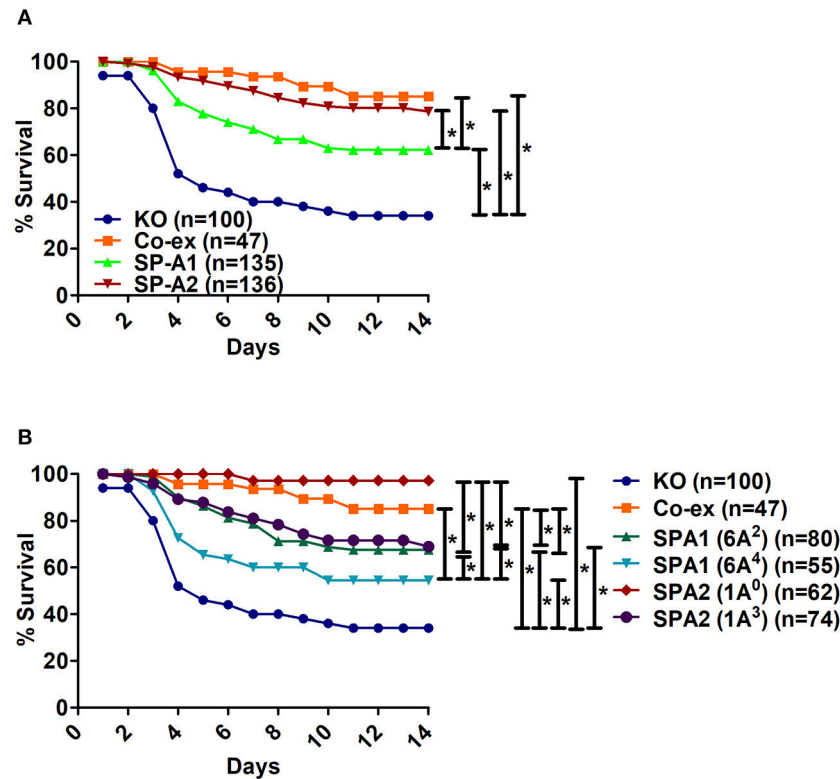 A
% Survival
100
80
60
40
20
0
0 2 4 6 8 10 12 14
Days
KO (n=100)
Co-ex (n=47)
SP-A1 (n=135)
SP-A2 (n=136)
* * * * *
B
% Survival
100
80
60
40
20
0
0 2 4 6 8 10 12 14
Days
* * * * * * * * * * * * *
KO (n=100)
Co-ex (n=47)
SPA1 (6A²) (n=80)
SPA1 (6A⁴) (n=55)
SPA2 (1A⁰) (n=62)
SPA2 (1A³) (n=74)